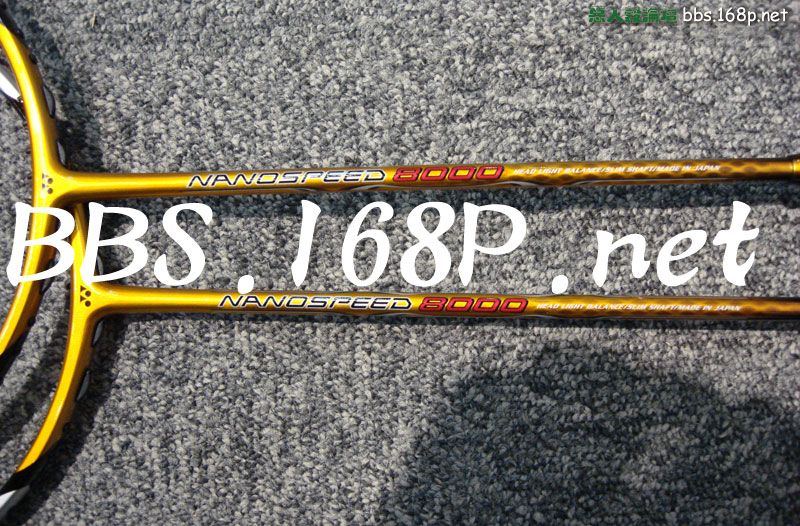 bbs.168p.net
NANOSPEED 8000 HEAD LIGHT BALANCE/SLIM SHAFT/MADE IN JAPAN
BBS.168P.net
NANOSPEED 8000 HEAD LIGHT BALANCE/SLIM SHAFT/MADE IN JAPAN